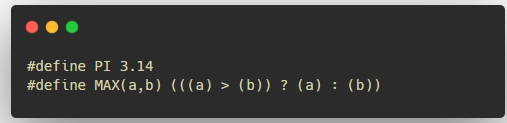 #define PI 3.14
#define MAX(a,b) (((a) > (b)) ? (a) : (b))